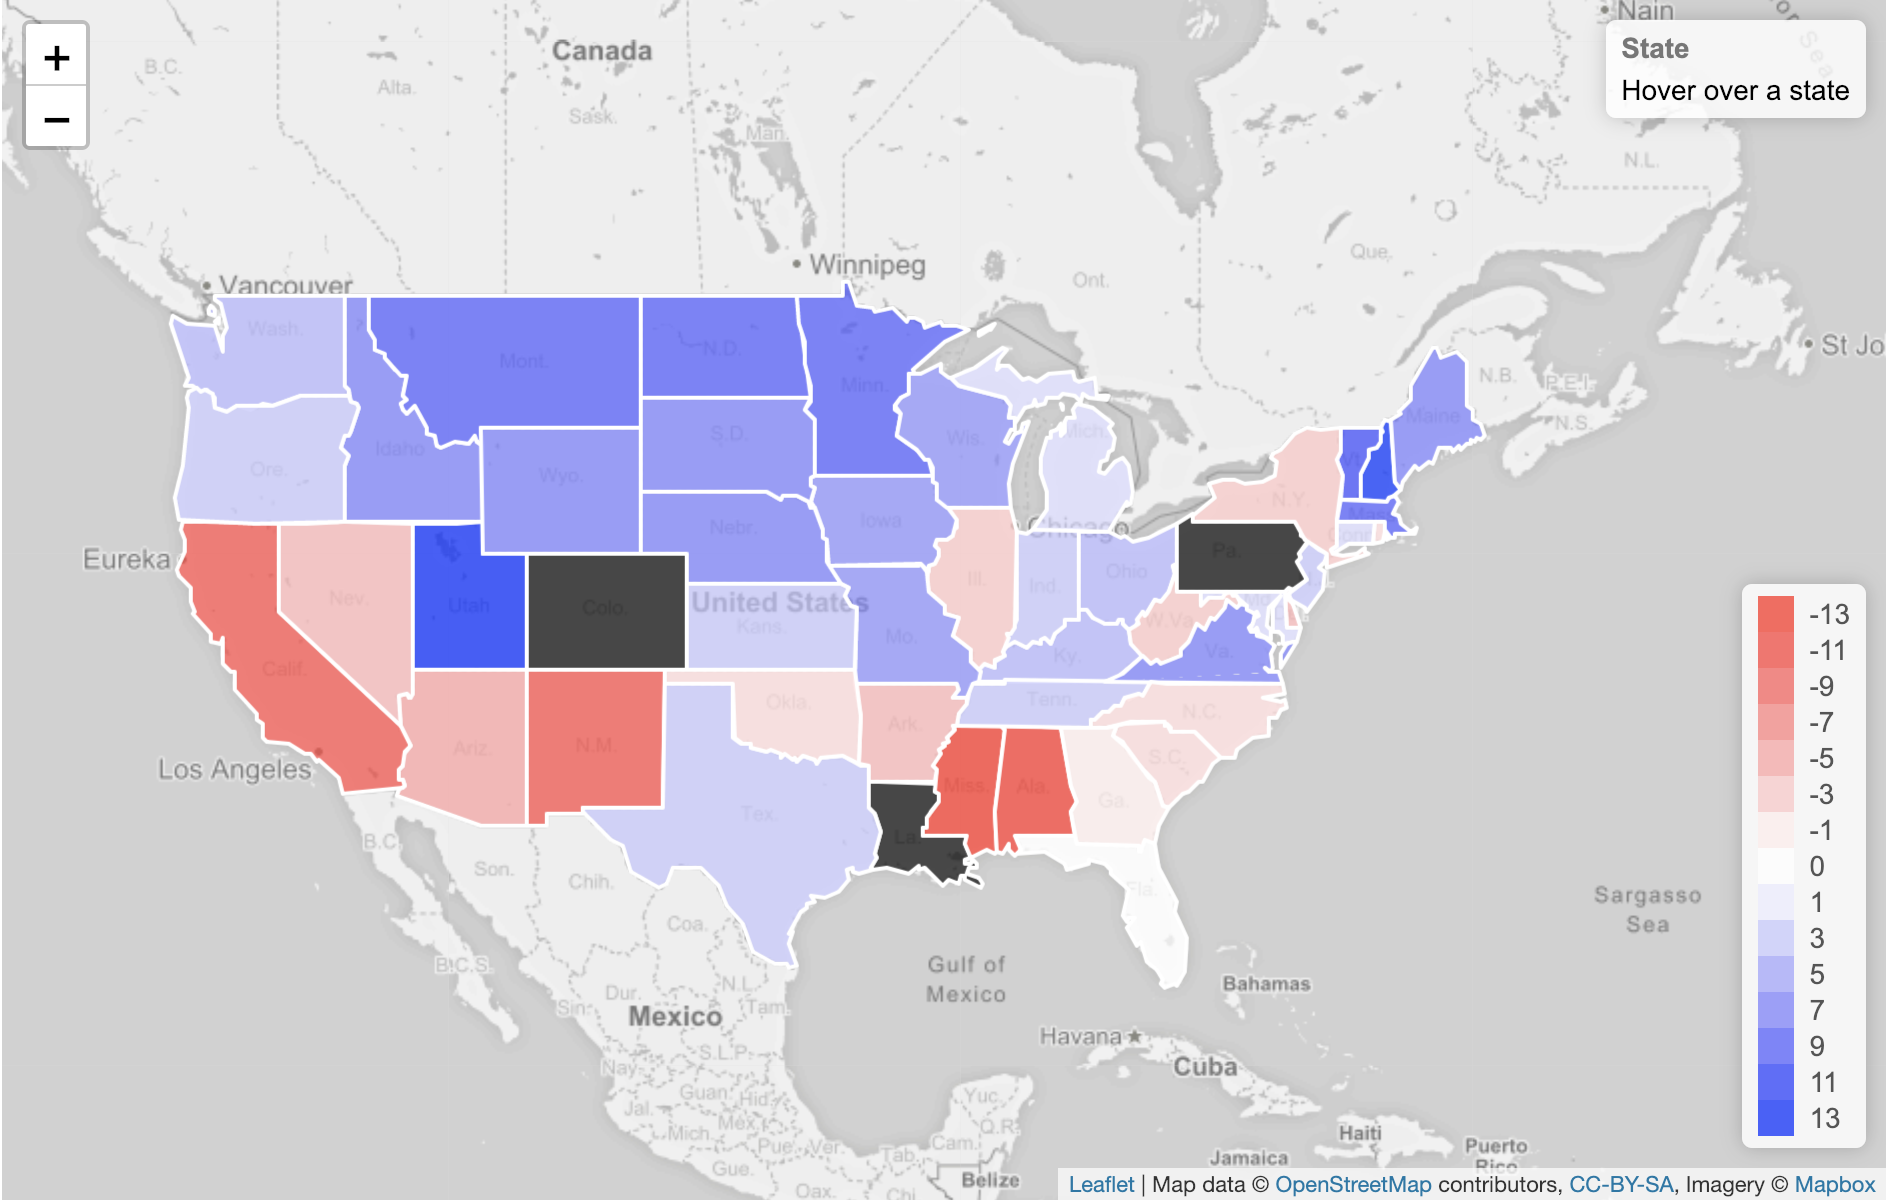 +
−
State
Hover over a state
Canada
B.C.
Alta.
Sask.
Man.
Ont.
Que.
N.L.
Nain
Vancouver
Winnipeg
St Jo
N.B.
P.E.I.
N.S.
Wash.
Mont.
N.D.
Minn.
Ore.
Idaho
Wyo.
S.D.
Wis.
Mich.
Maine
Vt.
N.Y.
Mas
Conn
Nebr.
Iowa
Chicago
Pa.
Eureka
Nev.
Utah
Colo.
United States
Kans.
Mo.
Ill.
Ind.
Ohio
W.Va.
Va.
Md.
Ky.
Calif.
Ariz.
N.M.
Okla.
Ark.
Tenn.
N.C.
S.C.
Los Angeles
Tex.
La.
Miss.
Ala.
Ga.
Fla.
B.C.
Son.
Chih.
Coa.
B.C.S.
Sin.
Dur.
N.L.
Tam.
Mexico
Gulf of
Mexico
Sargasso
Sea
Bahamas
Havana
Cuba
Nay.
S.L.P.
Jal.
Guan.
Hid.
Mich.
Mex.
Pue.
Ver.
Gue.
Oax.
Tab.
Chi.
Cam.
Yuc.
Q.R.
Belize
Jamaica
Haiti
Puerto
Rico
-13
-11
-9
-7
-5
-3
-1
0
1
3
5
7
9
11
13
Leaflet | Map data © OpenStreetMap contributors, CC-BY-SA, Imagery © Mapbox